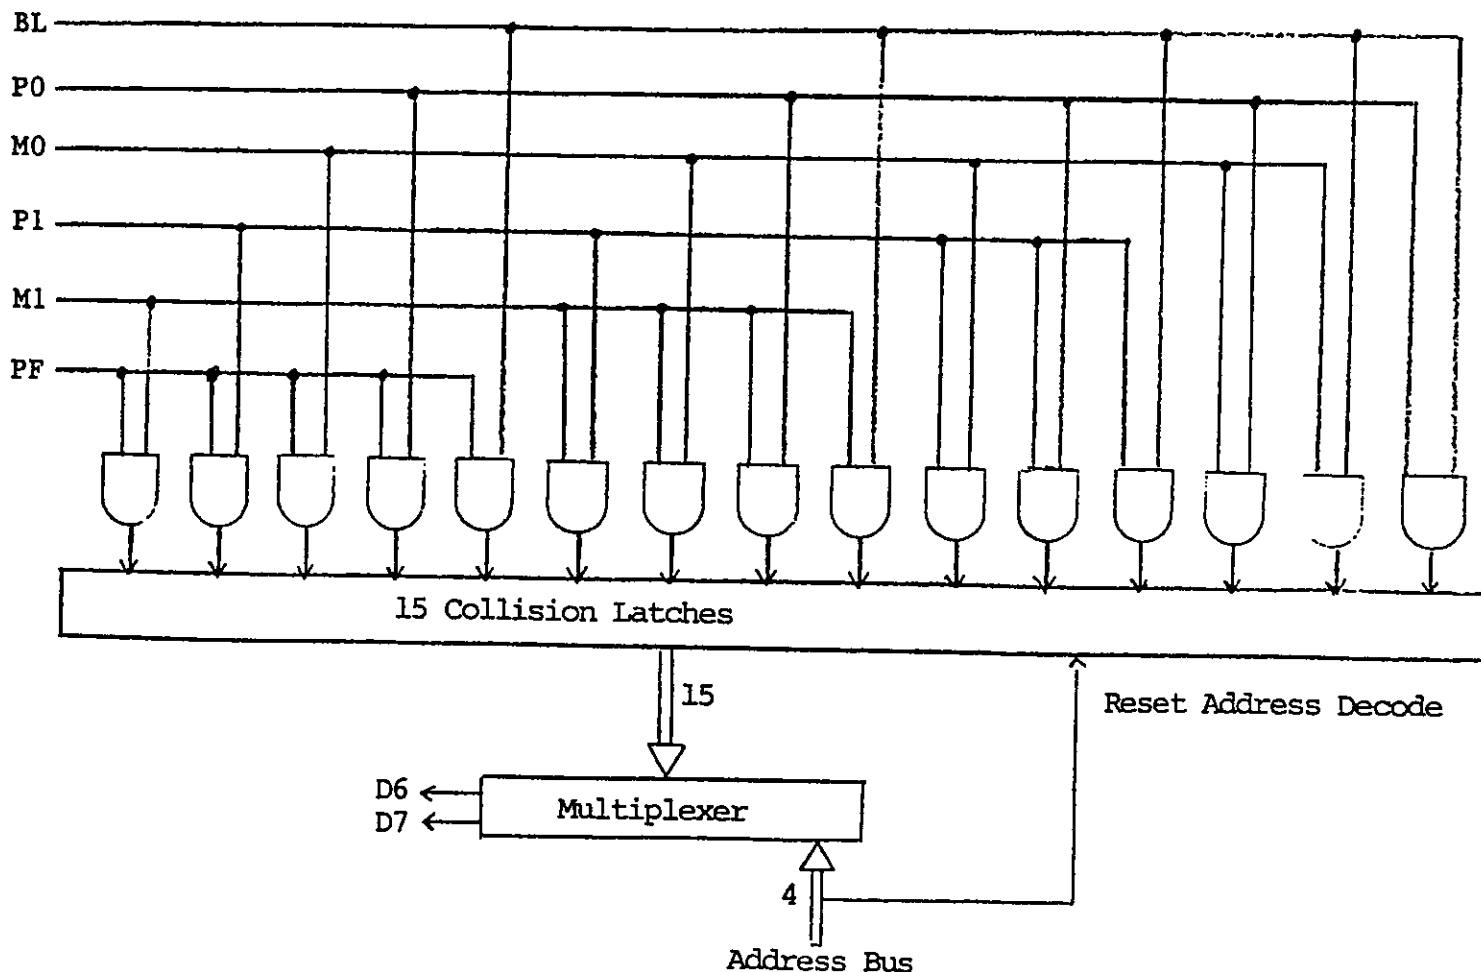 BL
P0
M0
P1
M1
PF
15 Collision Latches
15
Reset Address Decode
D6
D7
Multiplexer
4
Address Bus